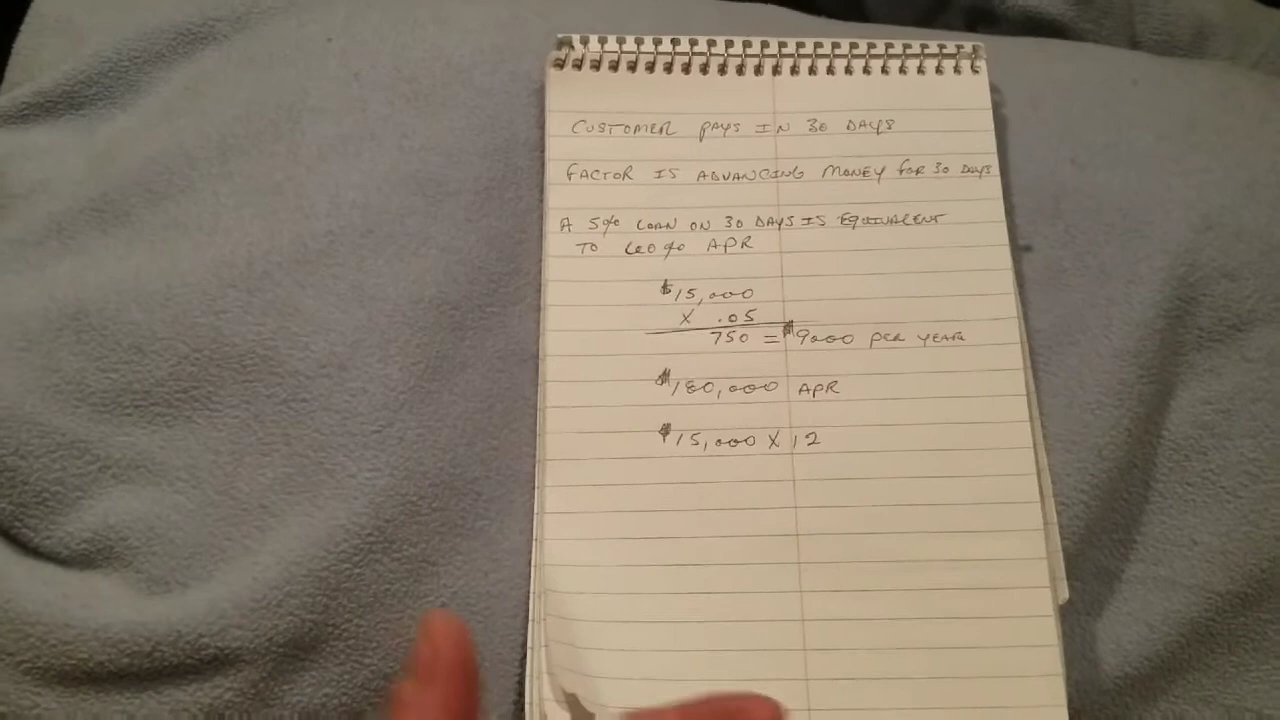 CUSTOMER PAYS IN 30 DAYS
FACTOR IS ADVANCING MONEY FOR 30 DAYS
A 5% LOAN ON 30 DAYS IS EQUIVALENT
TO 60% APR
$15,000
X .05
750 = $9000 PER YEAR
$180,000 APR
$15,000 X 12